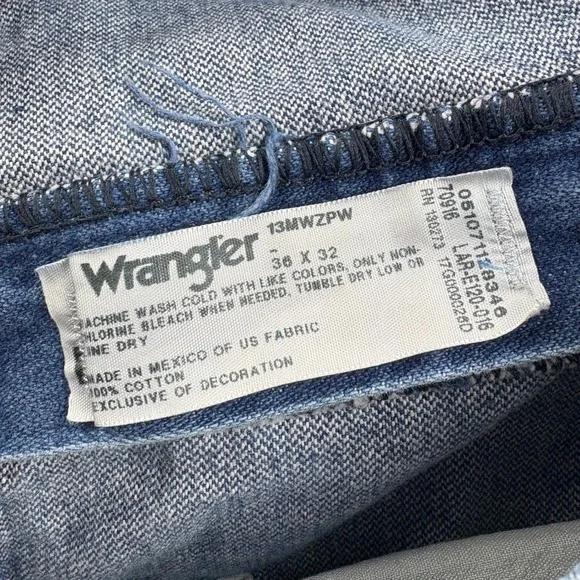 Wrangler
13MWZPW
-
36 X 32
MACHINE WASH COLD WITH LIKE COLORS, ONLY NON-
CHLORINE BLEACH WHEN NEEDED, TUMBLE DRY LOW OR
LINE DRY
MADE IN MEXICO OF US FABRIC
100% COTTON
EXCLUSIVE OF DECORATION
70916 LAR-E120-016
RN 130273